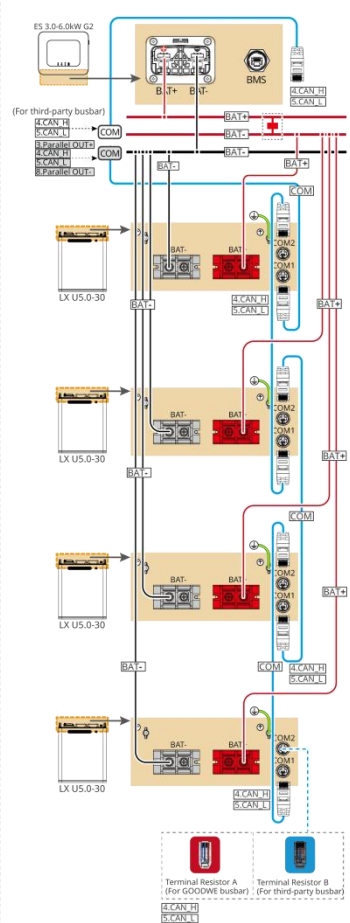 ES 3.0-6.0kW G2
BAT+
BAT-
BMS
4.CAN_H
5.CAN_L
(For third-party busbar)
4.CAN_H
5.CAN_L
COM
3.Parallel OUT+
4.CAN_H
5.CAN_L
8.Parallel OUT-
COM
BAT+
BAT-
BAT-
BAT-
BAT+
COM
LX U5.0-30
BAT-
BAT-
COM2
COM1
4.CAN_H
5.CAN_L
BAT-
BAT+
LX U5.0-30
BAT-
BAT-
COM2
COM1
BAT-
BAT+
COM
LX U5.0-30
BAT-
BAT-
COM2
COM1
BAT+
BAT-
COM
4.CAN_H
5.CAN_L
LX U5.0-30
BAT-
BAT-
COM2
COM1
4.CAN_H
5.CAN_L
Terminal Resistor A
(For GOODWE busbar)
Terminal Resistor B
(For third-party busbar)
4.CAN_H
5.CAN_L